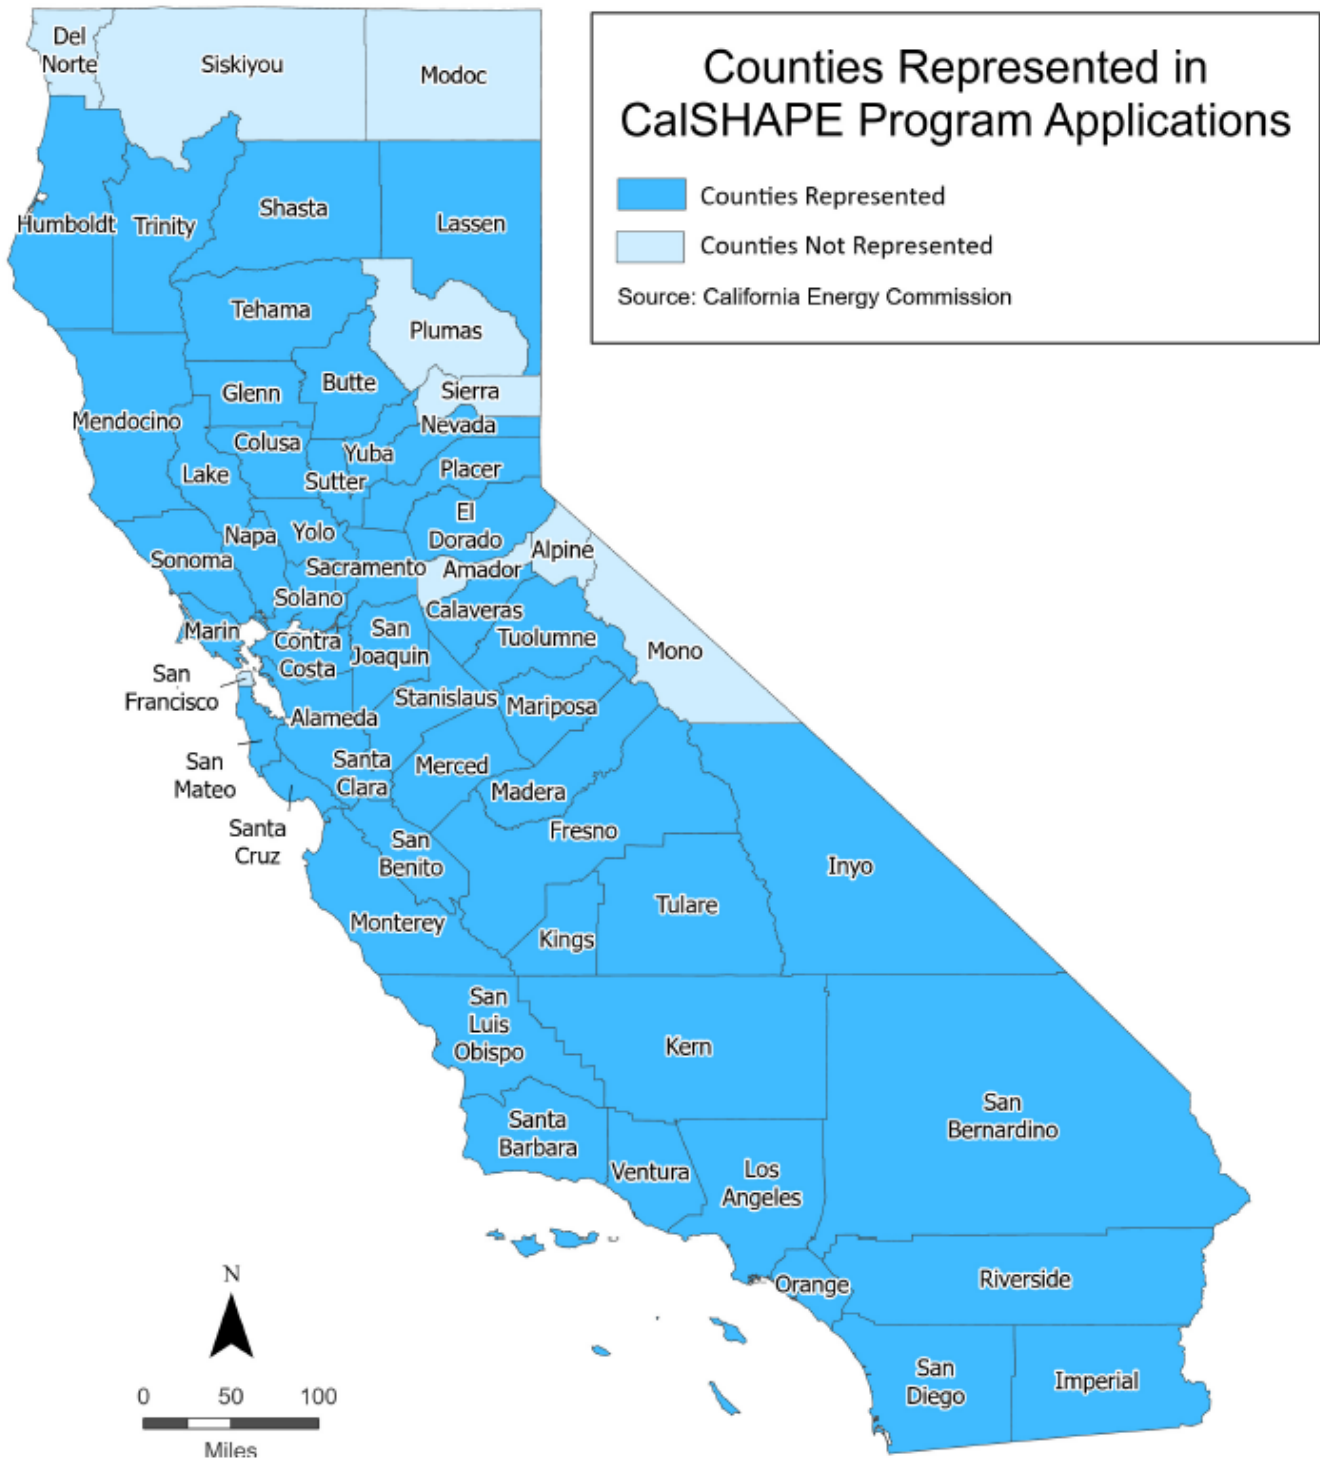 Counties Represented in
CalSHAPE Program Applications
Counties Represented
Counties Not Represented
Source: California Energy Commission
Del
Norte
Siskiyou
Modoc
Humboldt
Trinity
Shasta
Lassen
Tehama
Plumas
Glenn
Butte
Sierra
Mendocino
Nevada
Colusa
Yuba
Lake
Sutter
Placer
El
Dorado
Napa
Yolo
Sonoma
Sacramento
Amador
Alpine
Solano
Calaveras
Marin
Contra
Costa
San
Joaquin
Tuolumne
Mono
San
Francisco
Stanislaus
Mariposa
Alameda
San
Mateo
Santa
Clara
Merced
Madera
Santa
Cruz
San
Benito
Fresno
Inyo
Monterey
Kings
Tulare
San
Luis
Obispo
Kern
San
Bernardino
Santa
Barbara
Ventura
Los
Angeles
Orange
Riverside
San
Diego
Imperial
N
0 50 100
Miles